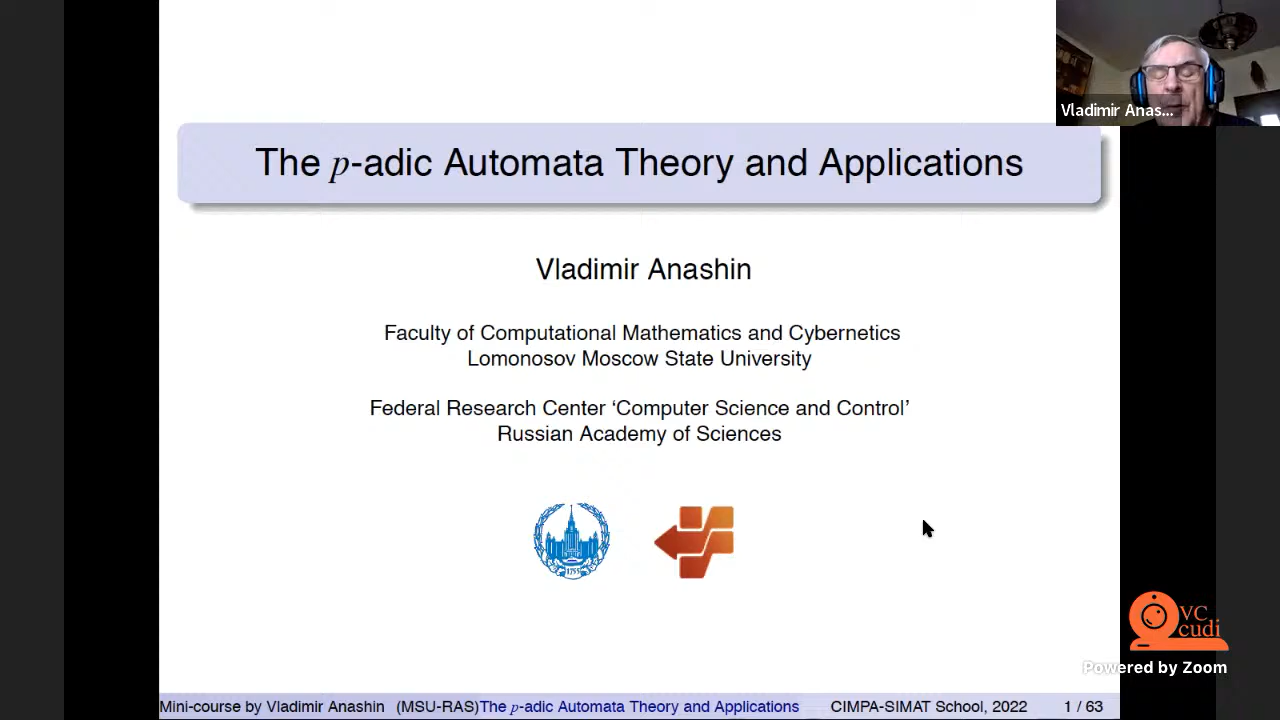 Vladimir Anas...
The p-adic Automata Theory and Applications
Vladimir Anashin
Faculty of Computational Mathematics and Cybernetics
Lomonosov Moscow State University
Federal Research Center ‘Computer Science and Control’
Russian Academy of Sciences
1755
VC
cudi
Powered by Zoom
Mini-course by Vladimir Anashin (MSU-RAS) The p-adic Automata Theory and Applications CIMPA-SIMAT School, 2022 1 / 63